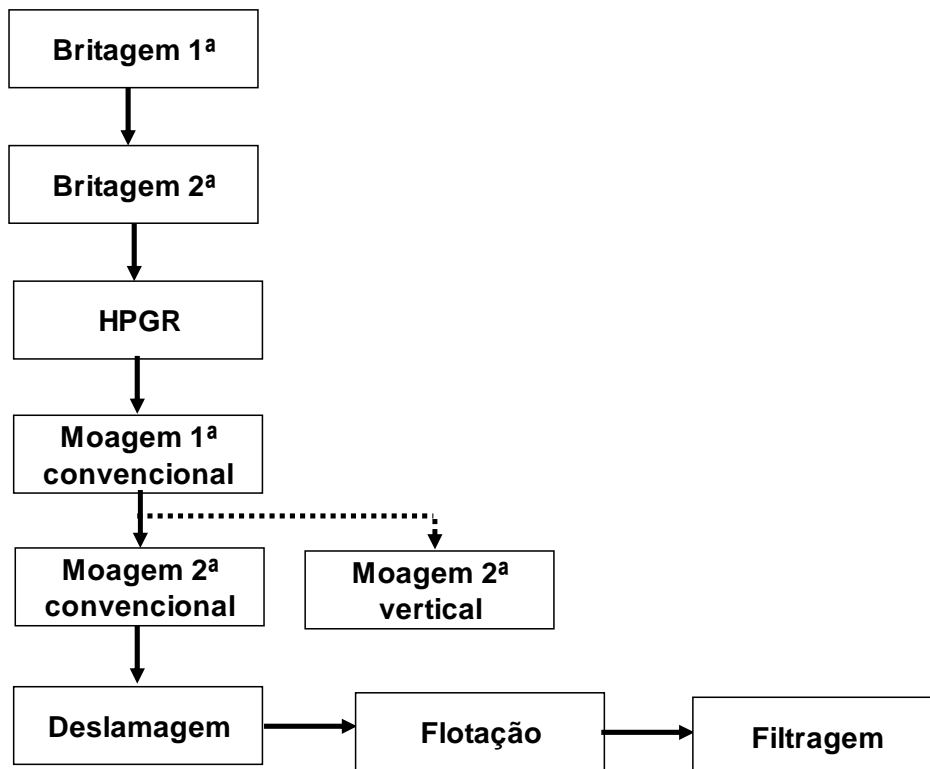 Britagem 1ª
Britagem 2ª
HPGR
Moagem 1ª
convencional
Moagem 2ª
convencional
Moagem 2ª
vertical
Deslamagem
Flotação
Filtragem